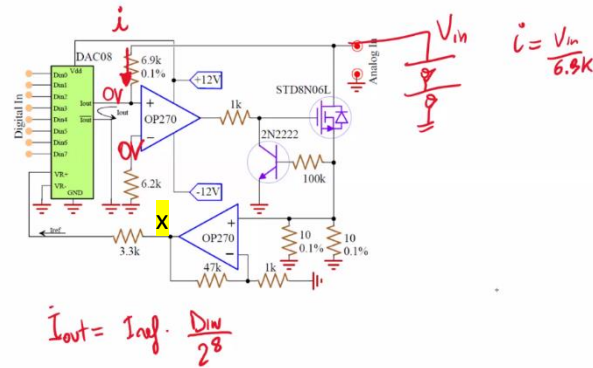 i
Vin
i = Vin / 6.9K
DAC08
Vdd
6.9k
0.1%
+12V
Analog In
STD8N06L
Digital In
Din0
Din1
Din2
Din3
Din4
Din5
Din6
Din7
Iout
Iout
Iout
0V
0V
+
−
OP270
1k
2N2222
100k
VR+
VR-
GND
6.2k
-12V
X
Iref
3.3k
OP270
+
−
47k
1k
10
0.1%
10
0.1%
Iout = Iref · Din / 2^8